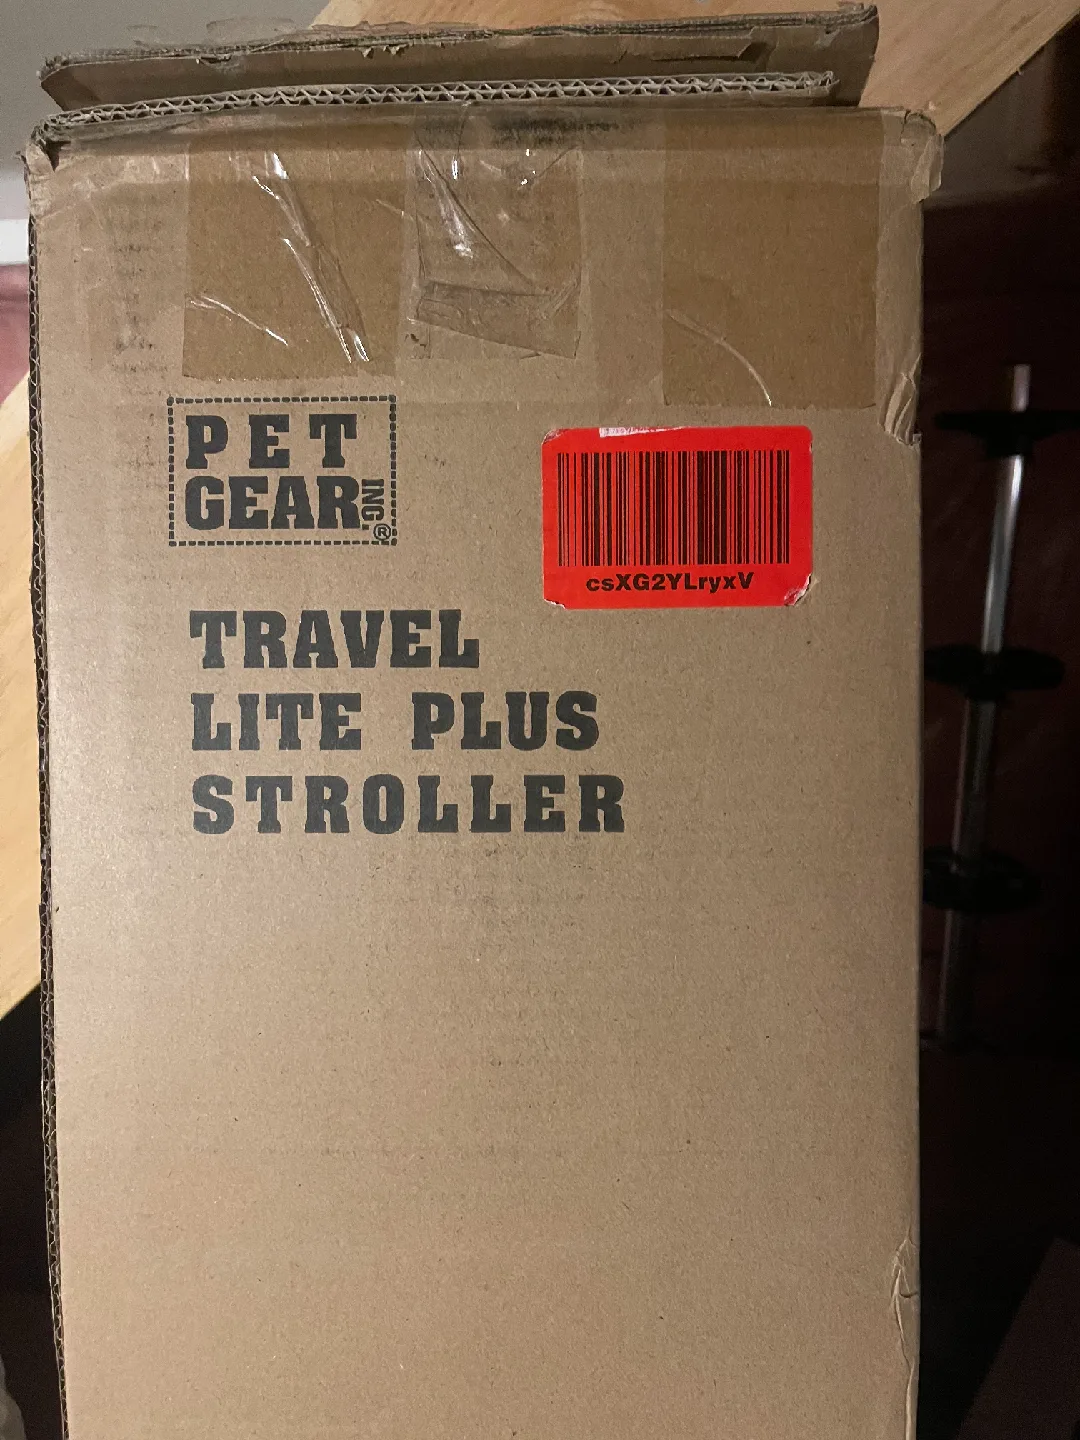 PET
GEAR INC.®
csXG2YLryxV
TRAVEL
LITE PLUS
STROLLER